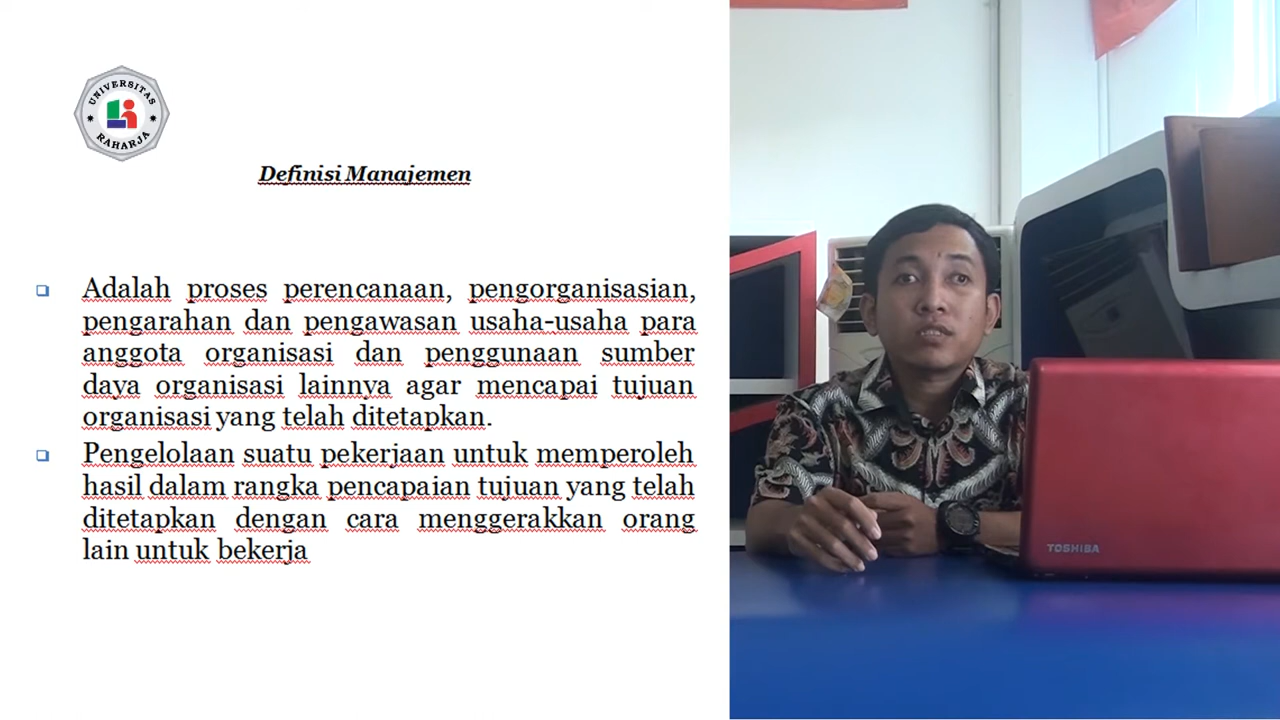 UNIVERSITAS
RAHARJA
Definisi Manajemen
Adalah proses perencanaan, pengorganisasian,
pengarahan dan pengawasan usaha-usaha para
anggota organisasi dan penggunaan sumber
daya organisasi lainnya agar mencapai tujuan
organisasi yang telah ditetapkan.
Pengelolaan suatu pekerjaan untuk memperoleh
hasil dalam rangka pencapaian tujuan yang telah
ditetapkan dengan cara menggerakkan orang
lain untuk bekerja
TOSHIBA